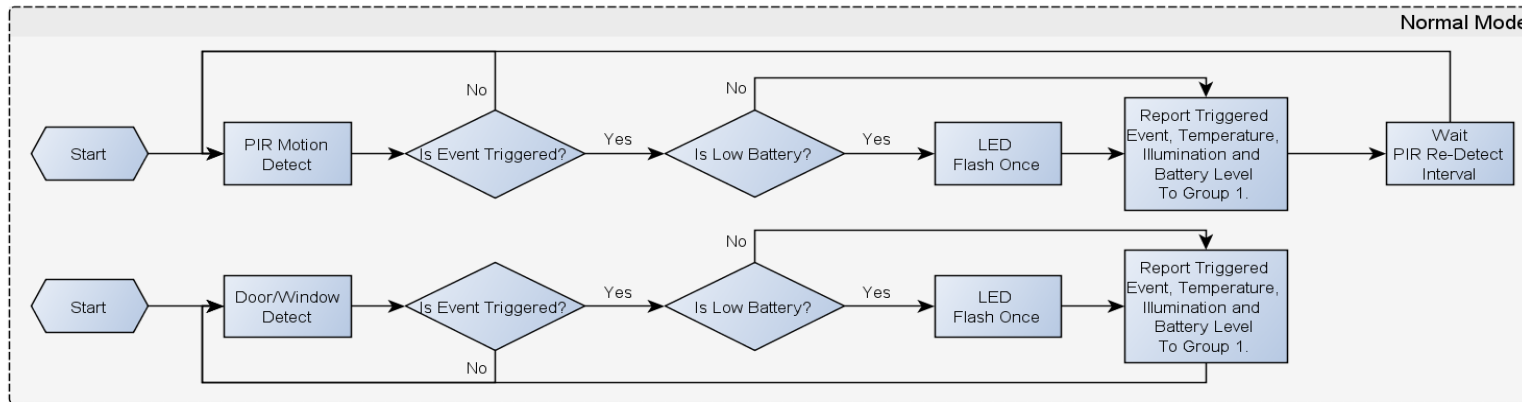 Normal Mode
No
No
Start
PIR Motion
Detect
Is Event Triggered?
Yes
Is Low Battery?
Yes
LED
Flash Once
Report Triggered
Event, Temperature,
Illumination and
Battery Level
To Group 1.
Wait
PIR Re-Detect
Interval
No
Start
Door/Window
Detect
Is Event Triggered?
Yes
Is Low Battery?
Yes
LED
Flash Once
Report Triggered
Event, Temperature,
Illumination and
Battery Level
To Group 1.
No